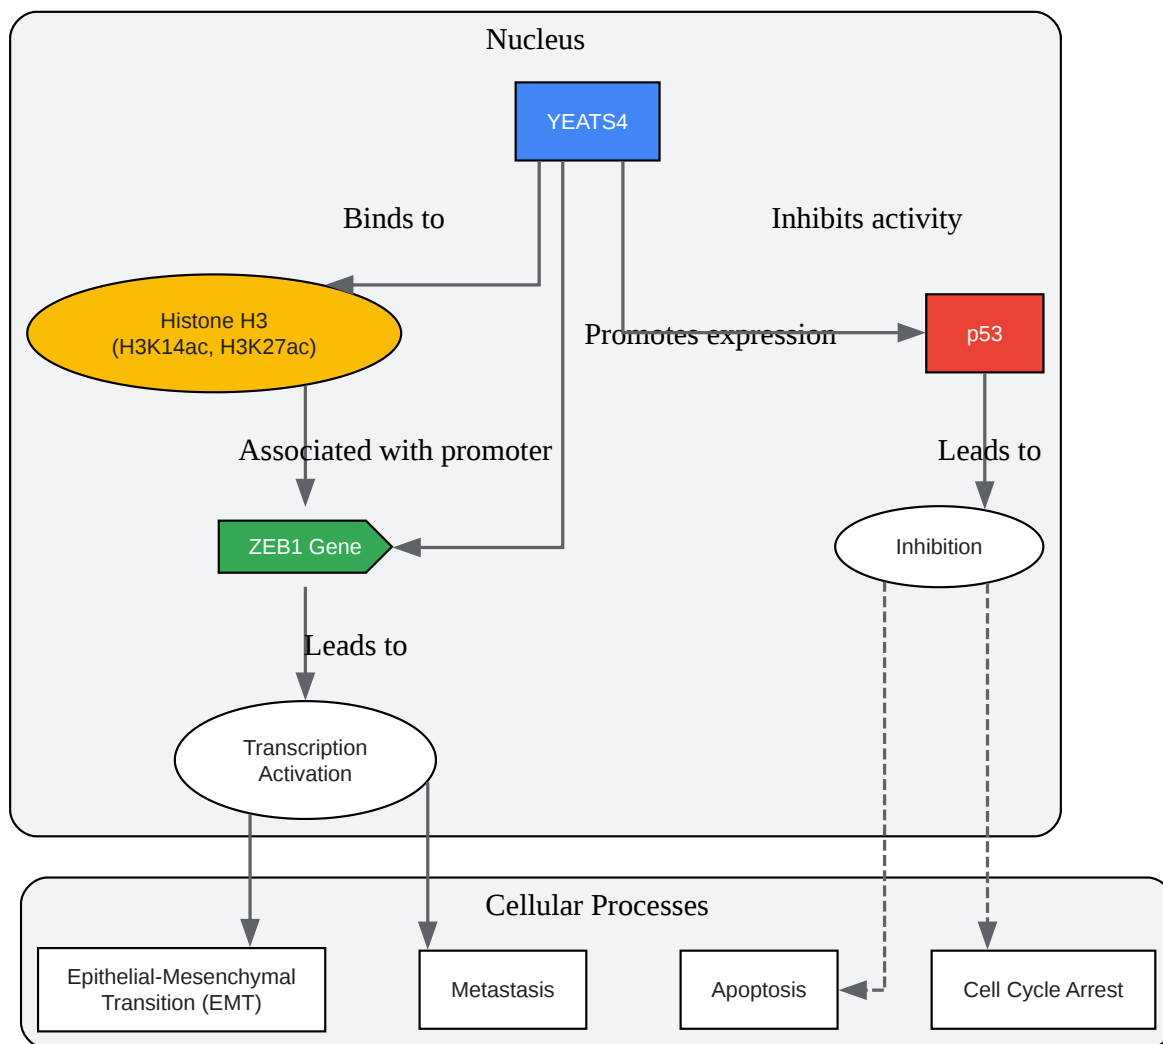 Nucleus
YEATS4
Binds to
Inhibits activity
Histone H3
(H3K14ac, H3K27ac)
Promotes expression
p53
Associated with promoter
Leads to
ZEB1 Gene
Inhibition
Leads to
Transcription
Activation
Cellular Processes
Epithelial-Mesenchymal
Transition (EMT)
Metastasis
Apoptosis
Cell Cycle Arrest